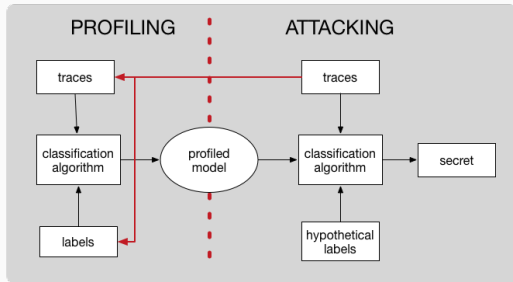 PROFILING
ATTACKING
traces
traces
classification
algorithm
profiled
model
classification
algorithm
secret
labels
hypothetical
labels